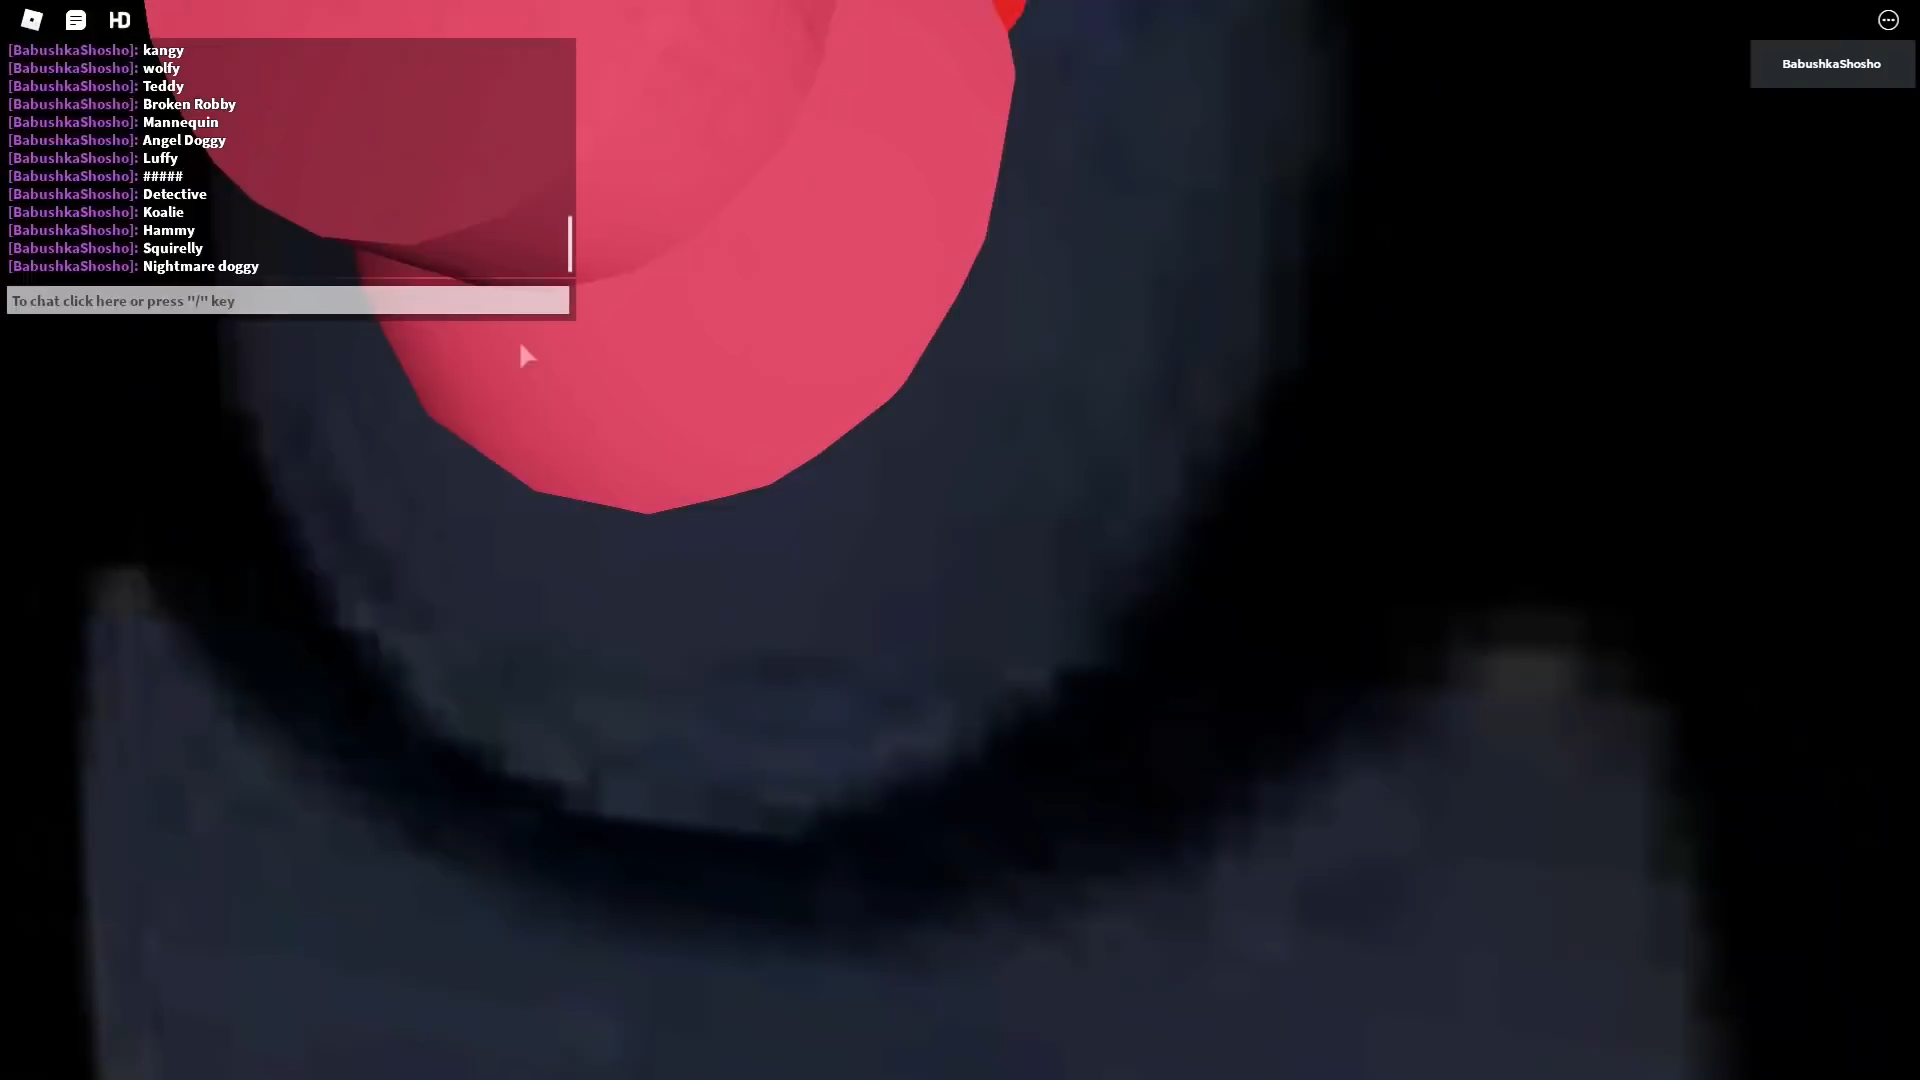 HD
[BabushkaShosho]: kangy
[BabushkaShosho]: wolfy
[BabushkaShosho]: Teddy
[BabushkaShosho]: Broken Robby
[BabushkaShosho]: Mannequin
[BabushkaShosho]: Angel Doggy
[BabushkaShosho]: Luffy
[BabushkaShosho]: #####
[BabushkaShosho]: Detective
[BabushkaShosho]: Koalie
[BabushkaShosho]: Hammy
[BabushkaShosho]: Squirelly
[BabushkaShosho]: Nightmare doggy
To chat click here or press "/" key
BabushkaShosho